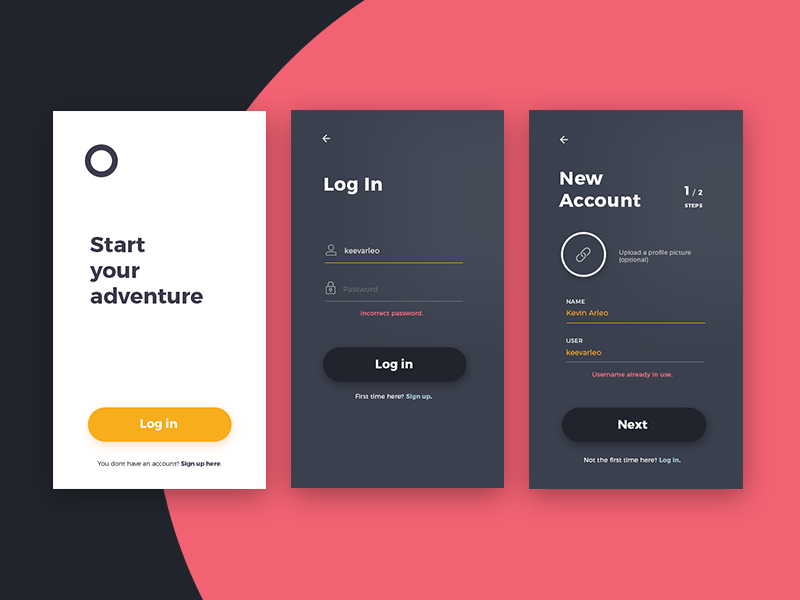 Start
your
adventure
Log in
You dont have an account? Sign up here.
Log In
keevarleo
Password
Incorrect password.
Log in
First time here? Sign up.
New
Account
1 / 2
STEPS
Upload a profile picture
(optional)
NAME
Kevin Arleo
USER
keevarleo
Username already in use.
Next
Not the first time here? Log In.